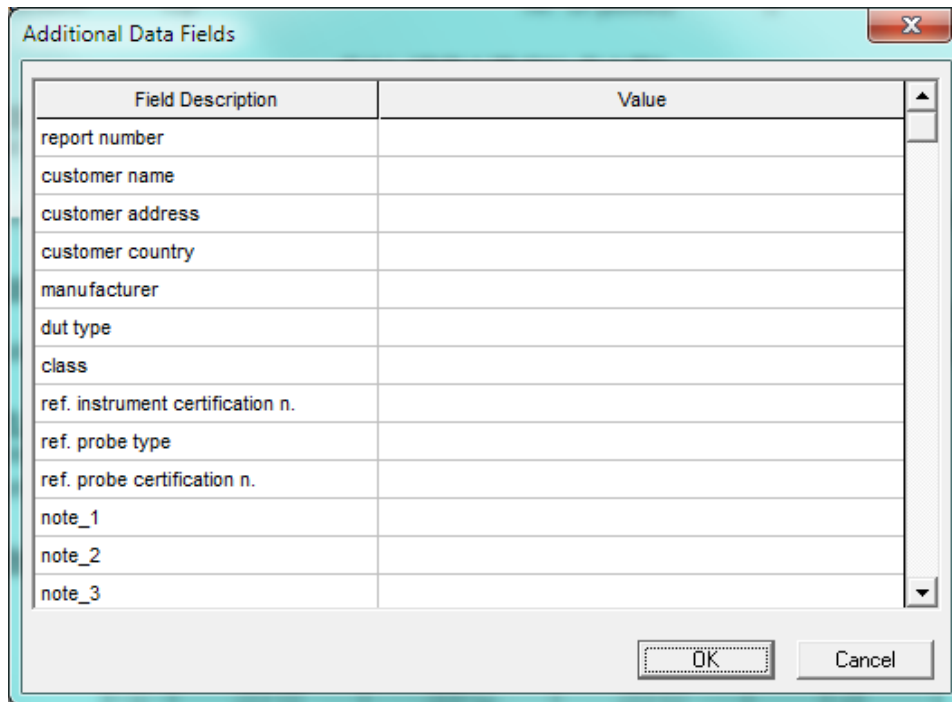 Additional Data Fields
Field Description Value
report number
customer name
customer address
customer country
manufacturer
dut type
class
ref. instrument certification n.
ref. probe type
ref. probe certification n.
note_1
note_2
note_3
OK Cancel